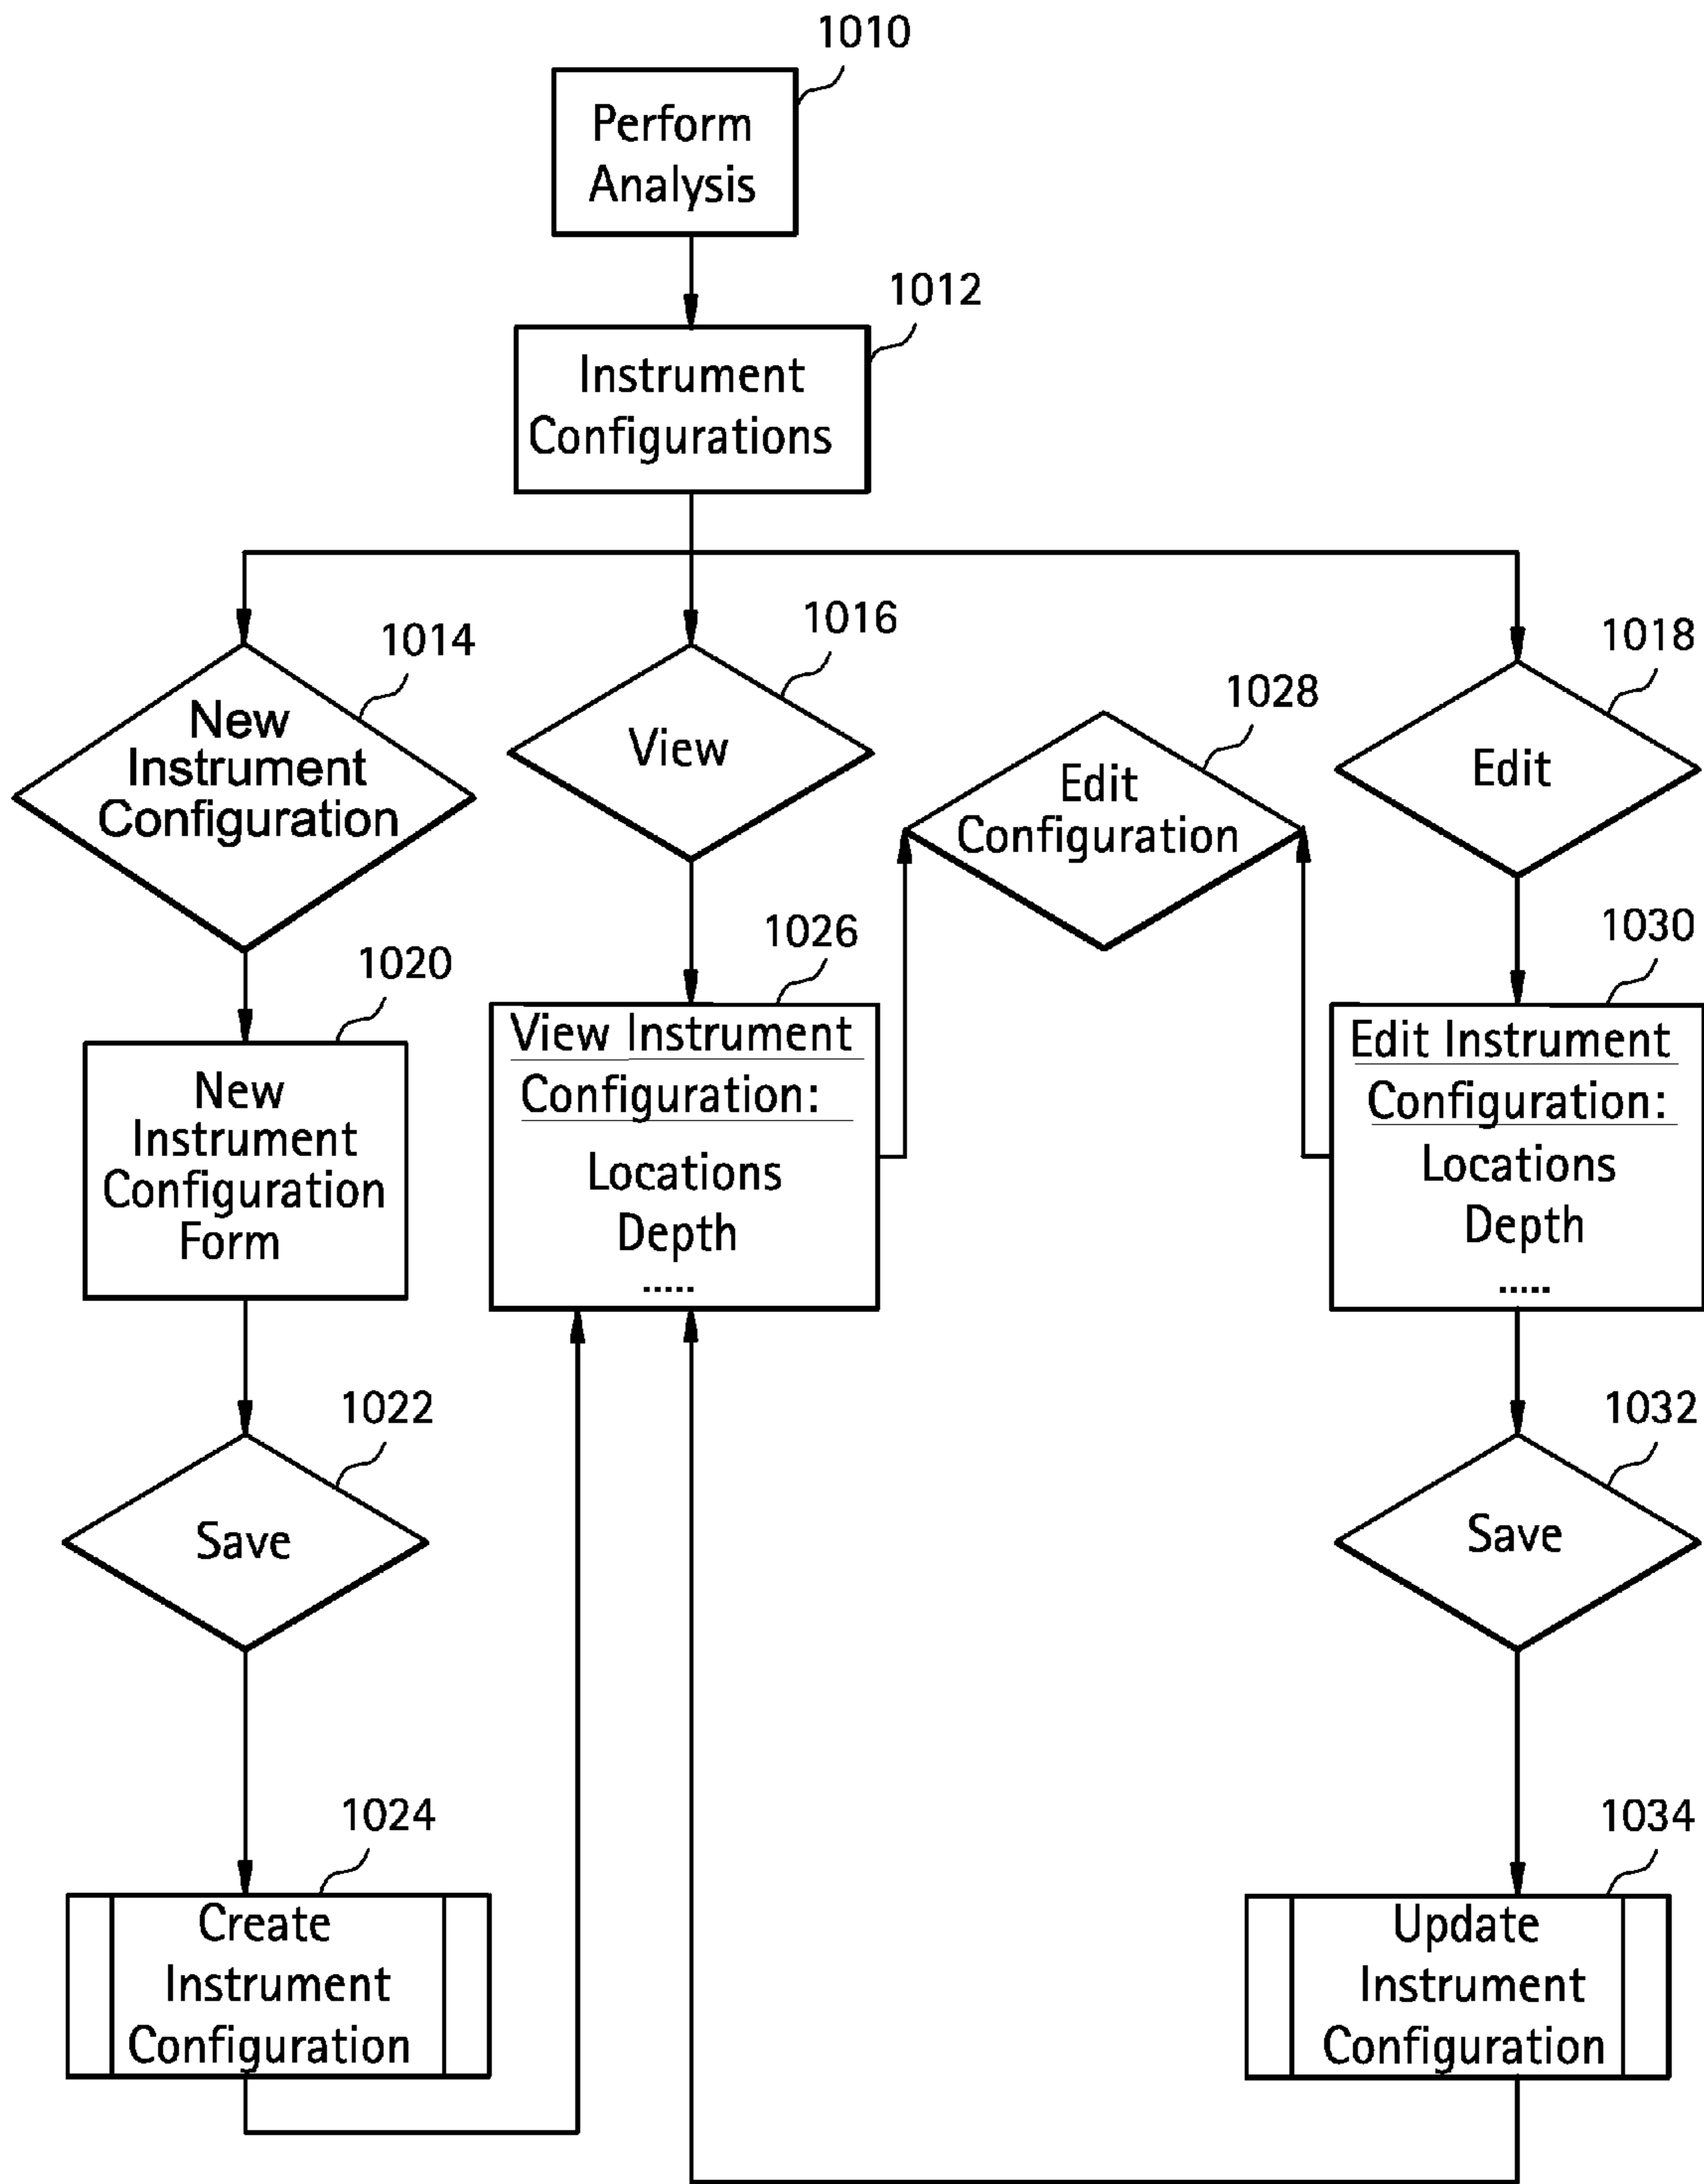 1010
Perform
Analysis
1012
Instrument
Configurations
1014
New
Instrument
Configuration
1016
View
1028
Edit
Configuration
1018
Edit
1020
New
Instrument
Configuration
Form
1026
View Instrument
Configuration:
Locations
Depth
.....
1030
Edit Instrument
Configuration:
Locations
Depth
.....
1022
Save
1032
Save
1024
Create
Instrument
Configuration
1034
Update
Instrument
Configuration